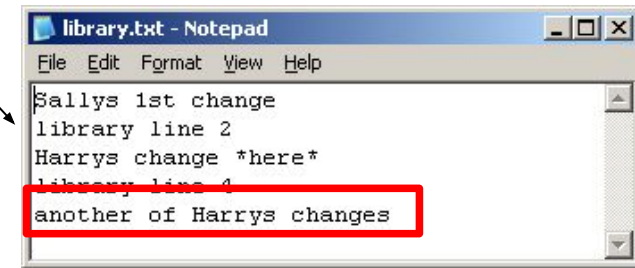 library.txt - Notepad
File Edit Format View Help
Sallys 1st change
library line 2
Harrys change *here*
library line 4
another of Harrys changes